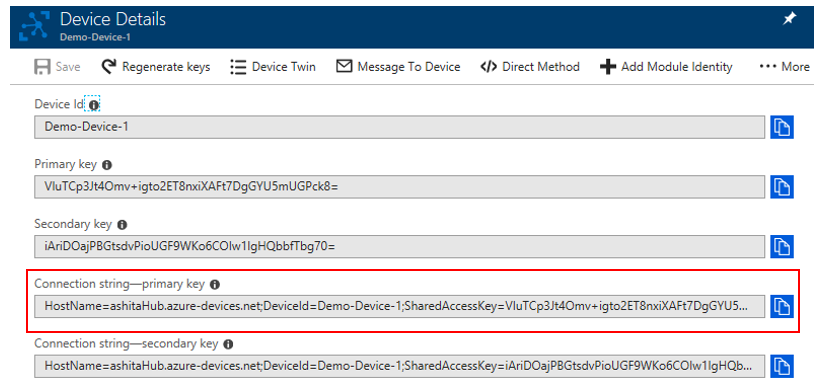 Device Details
Demo-Device-1
Save Regenerate keys Device Twin Message To Device Direct Method Add Module Identity More
Device Id
Demo-Device-1
Primary key
VluTCp3Jt4Omv+igto2ET8nxiXAFt7DgGYU5mUGPck8=
Secondary key
iAriDOajPBGtsdvPioUGF9WKo6COlw1IgHQbbfTbg70=
Connection string—primary key
HostName=ashitaHub.azure-devices.net;DeviceId=Demo-Device-1;SharedAccessKey=VluTCp3Jt4Omv+igto2ET8nxiXAFt7DgGYU5...
Connection string—secondary key
HostName=ashitaHub.azure-devices.net;DeviceId=Demo-Device-1;SharedAccessKey=iAriDOajPBGtsdvPioUGF9WKo6COlw1IgHQb...